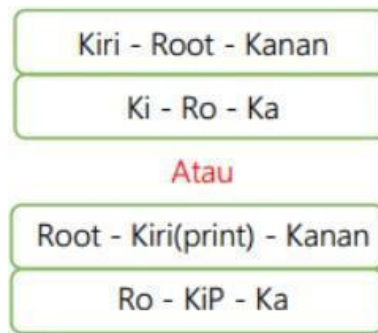 Kiri - Root - Kanan
Ki - Ro - Ka
Atau
Root - Kiri(print) - Kanan
Ro - KiP - Ka